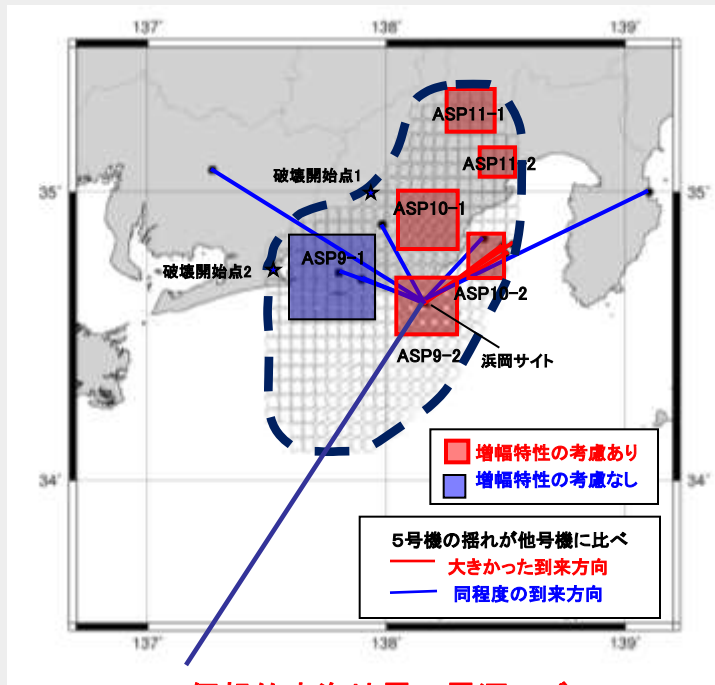 137゚
138゚
139゚
ASP11-1
ASP11-2
破壊開始点1
35゚
35゚
ASP10-1
ASP9-1
破壊開始点2
ASP10-2
ASP9-2
浜岡サイト
増幅特性の考慮あり
増幅特性の考慮なし
34゚
34゚
5号機の揺れが他号機に比べ
大きかった到来方向
同程度の到来方向
137゚
138゚
139゚